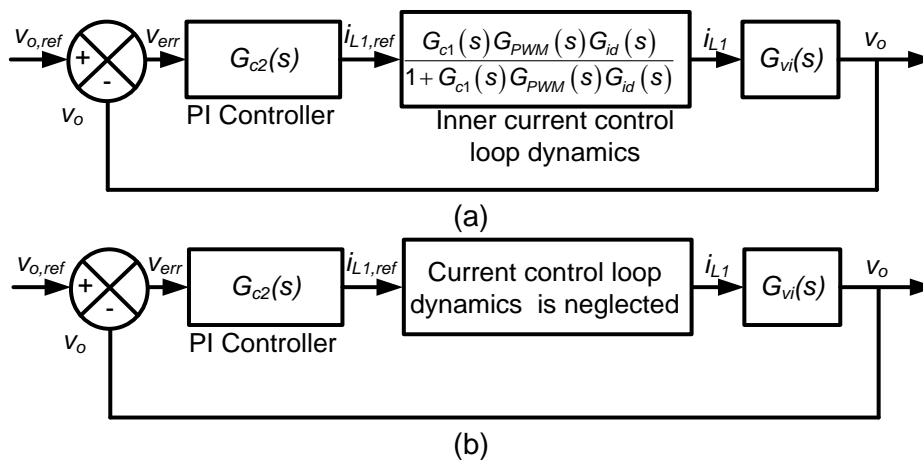 v_{o,ref}
+
-
v_o
v_{err}
G_{c2}(s)
PI Controller
i_{L1,ref}
\frac{G_{c1}(s)G_{PWM}(s)G_{id}(s)}{1+G_{c1}(s)G_{PWM}(s)G_{id}(s)}
Inner current control
loop dynamics
i_{L1}
G_{vi}(s)
v_o
(a)
v_{o,ref}
+
-
v_o
v_{err}
G_{c2}(s)
PI Controller
i_{L1,ref}
Current control loop
dynamics is neglected
i_{L1}
G_{vi}(s)
v_o
(b)